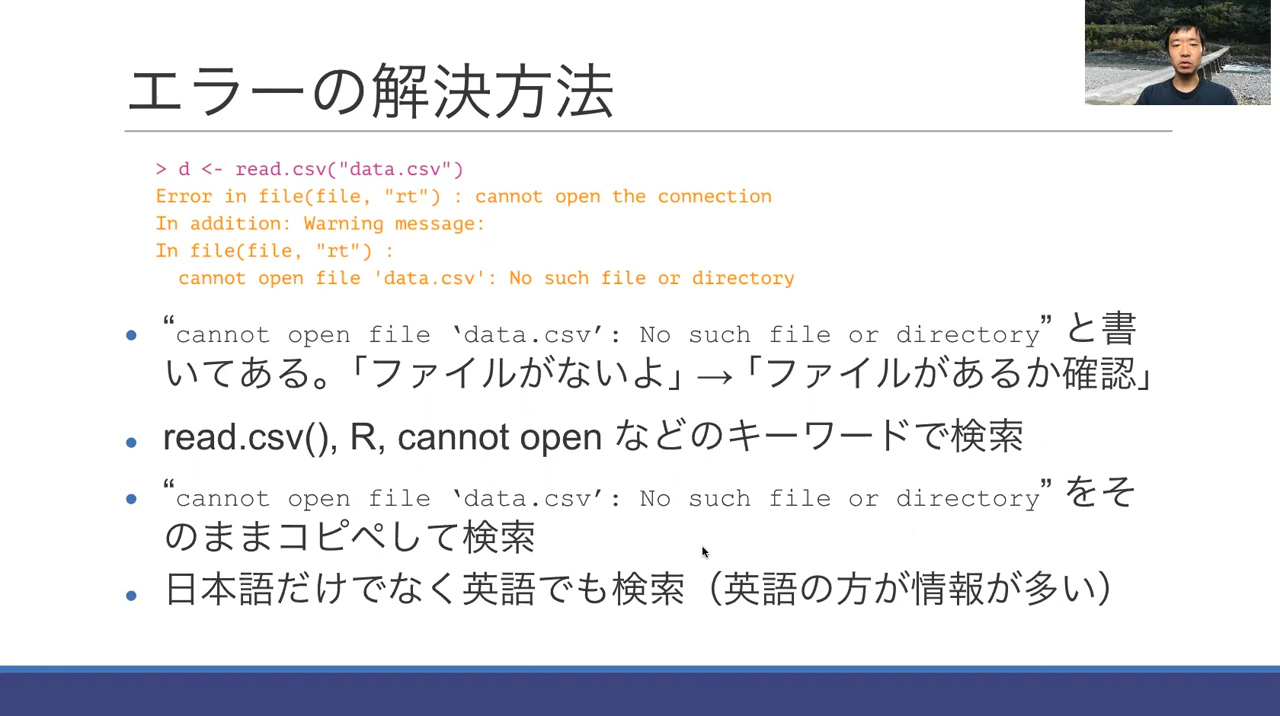 エラーの解決方法
> d <- read.csv("data.csv")
Error in file(file, "rt") : cannot open the connection
In addition: Warning message:
In file(file, "rt") :
  cannot open file 'data.csv': No such file or directory
• “cannot open file ‘data.csv’: No such file or directory” と書
いてある。「ファイルがないよ」→「ファイルがあるか確認」
• read.csv(), R, cannot open などのキーワードで検索
• “cannot open file ‘data.csv’: No such file or directory” をそ
のままコピペして検索
• 日本語だけでなく英語でも検索（英語の方が情報が多い）